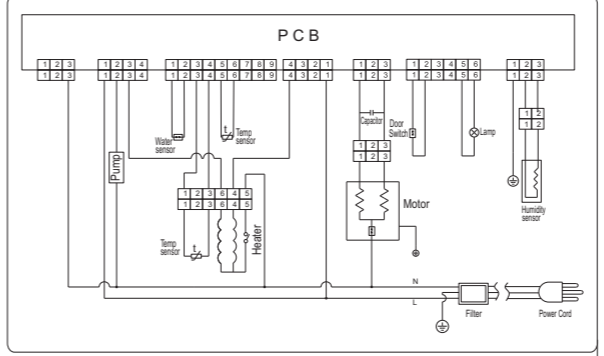 PCB
1 2 3 1 2 3 4 1 2 3 4 5 6 7 8 9 4 3 2 1 1 2 3 1 2 3 4 5 6 1 2 3
1 2 3 1 2 3 4 1 2 3 4 5 6 7 8 9 4 3 2 1 1 2 3 1 2 3 4 5 6 1 2 3
Capacitor
Door
Switch
Lamp
1 2
1 2
Water
sensor
t
Temp
sensor
1 2 3
1 2 3
Pump
1 2 3 6 4 5
1 2 3 6 4 5
Motor
Humidity
sensor
Temp
sensor
t
Heater
N
L
Filter
Power Cord